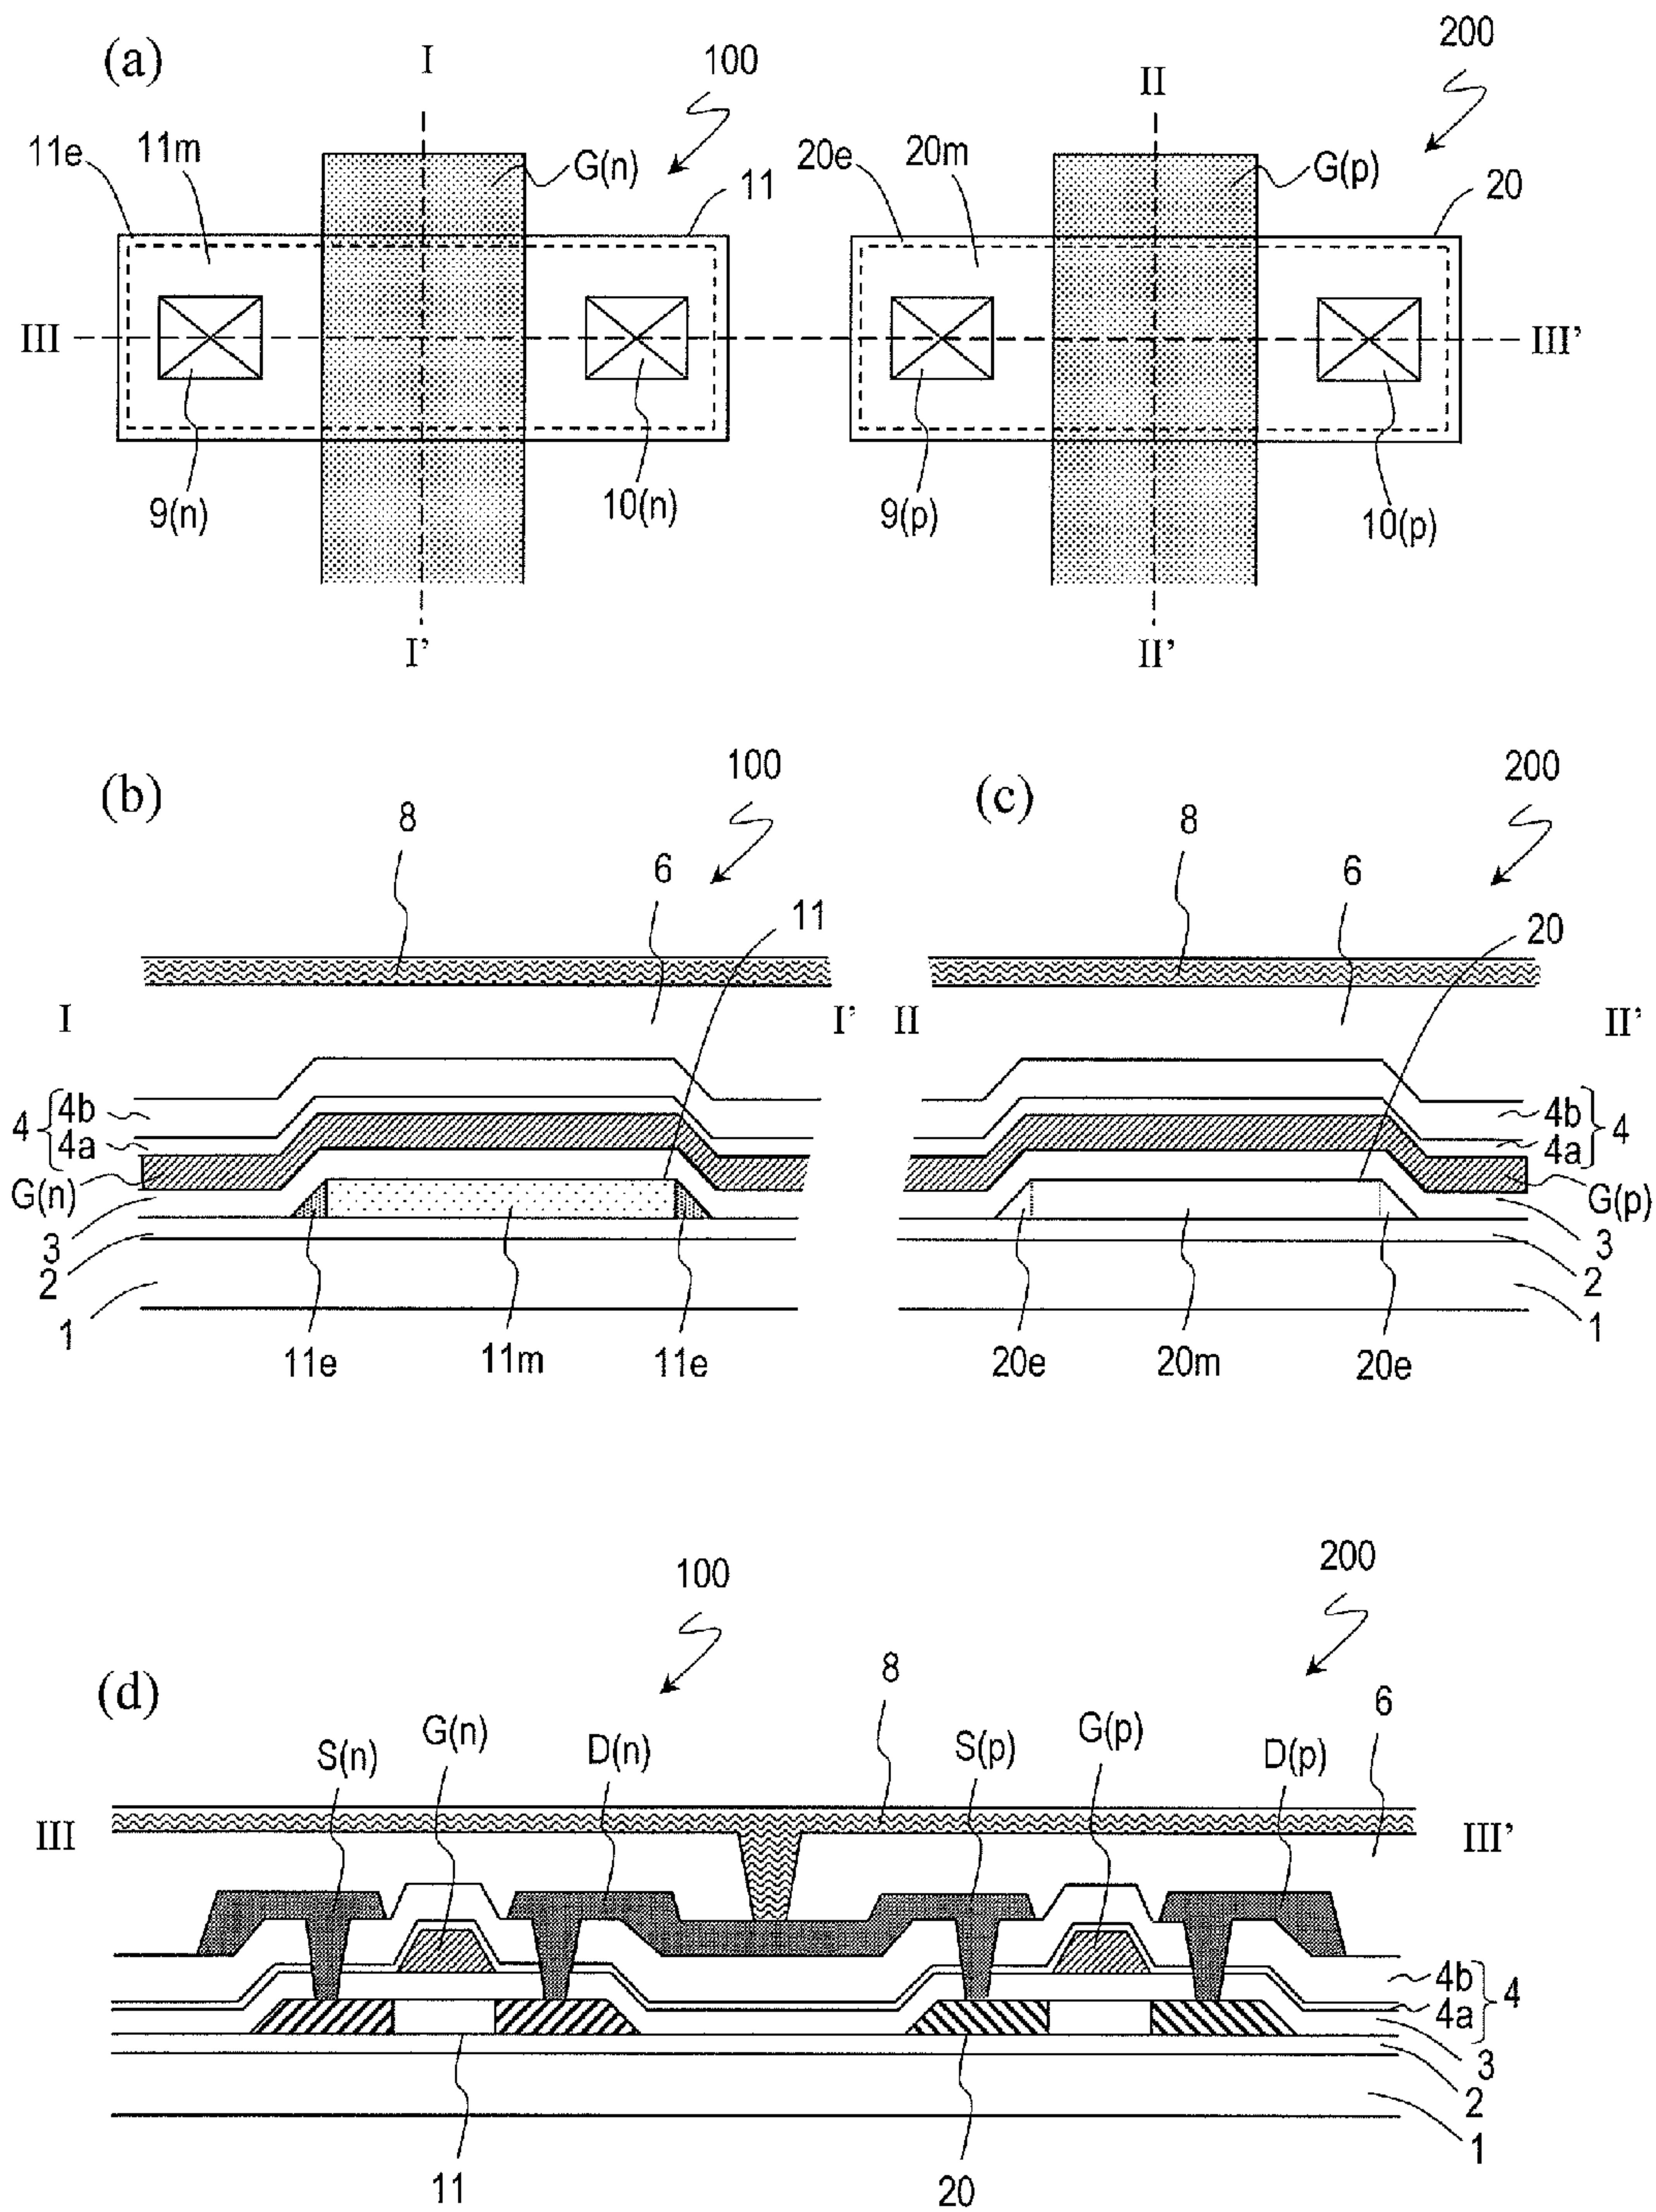 (a)
I
100
II
200
11e
11m
G(n)
11
20e
20m
G(p)
20
III
III'
9(n)
10(n)
9(p)
10(p)
I'
II'
(b)
100
8
6
11
I
I'
4
4b
4a
G(n)
3
2
1
11e
11m
11e
(c)
200
8
6
20
II
II'
4b
4a
4
G(p)
3
2
1
20e
20m
20e
(d)
100
200
8
6
S(n)
G(n)
D(n)
S(p)
G(p)
D(p)
III
III'
4b
4a
4
3
2
1
11
20